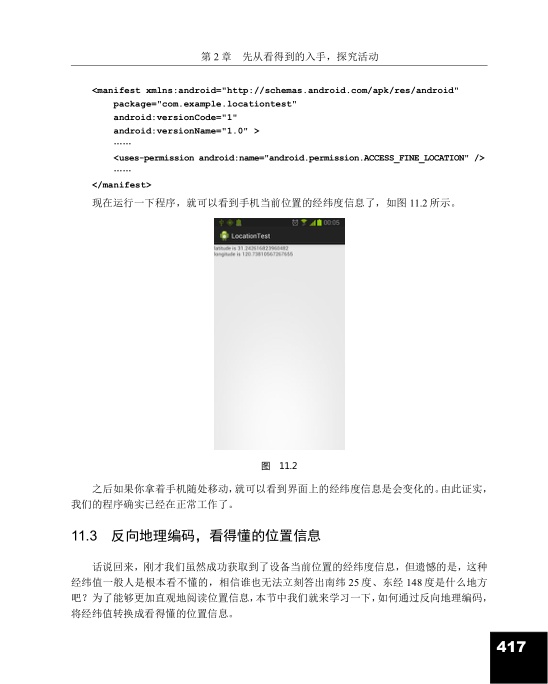 第 2 章 先从看得到的入手，探究活动
<manifest xmlns:android="http://schemas.android.com/apk/res/android"
package="com.example.locationtest"
android:versionCode="1"
android:versionName="1.0" >
……
<uses-permission android:name="android.permission.ACCESS_FINE_LOCATION" />
……
</manifest>
现在运行一下程序，就可以看到手机当前位置的经纬度信息了，如图 11.2 所示。
00:05
LocationTest
latitude is
longitude is
图 11.2
之后如果你拿着手机随处移动，就可以看到界面上的经纬度信息是会变化的。由此证实，
我们的程序确实已经在正常工作了。
11.3 反向地理编码，看得懂的位置信息
话说回来，刚才我们虽然成功获取到了设备当前位置的经纬度信息，但遗憾的是，这种
经纬值一般人是根本看不懂的，相信谁也无法立刻答出南纬 25 度、东经 148 度是什么地方
吧？为了能够更加直观地阅读位置信息，本节中我们就来学习一下，如何通过反向地理编码，
将经纬值转换成看得懂的位置信息。
417